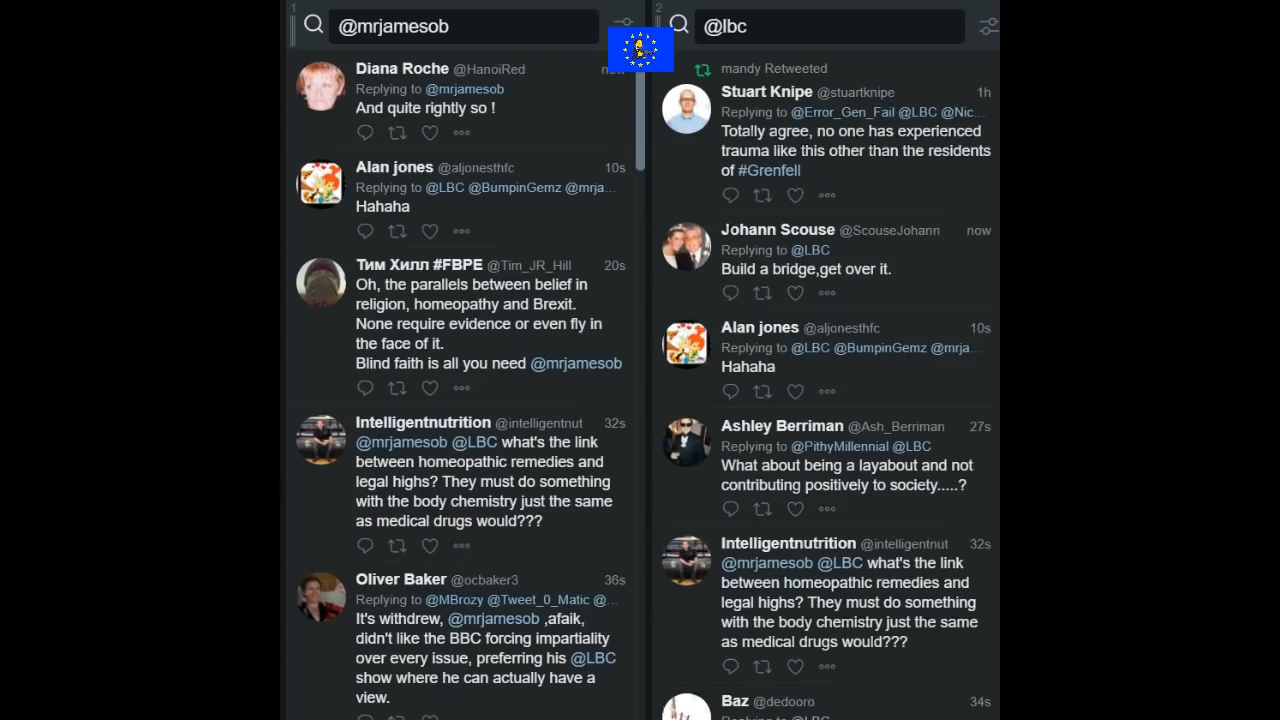 1
@mrjamesob
Diana Roche @HanoiRed now
Replying to @mrjamesob
And quite rightly so !
Alan jones @aljonesthfc 10s
Replying to @LBC @BumpinGemz @mrja...
Hahaha
Тим Хилл #FBPE @Tim_JR_Hill 20s
Oh, the parallels between belief in
religion, homeopathy and Brexit.
None require evidence or even fly in
the face of it.
Blind faith is all you need @mrjamesob
Intelligentnutrition @intelligentnut 32s
@mrjamesob @LBC what's the link
between homeopathic remedies and
legal highs? They must do something
with the body chemistry just the same
as medical drugs would???
Oliver Baker @ocbaker3 36s
Replying to @MBrozy @Tweet_0_Matic @...
It's withdrew, @mrjamesob ,afaik,
didn't like the BBC forcing impartiality
over every issue, preferring his @LBC
show where he can actually have a
view.
2
@lbc
mandy Retweeted
Stuart Knipe @stuartknipe 1h
Replying to @Error_Gen_Fail @LBC @Nic...
Totally agree, no one has experienced
trauma like this other than the residents
of #Grenfell
Johann Scouse @ScouseJohann now
Replying to @LBC
Build a bridge,get over it.
Alan jones @aljonesthfc 10s
Replying to @LBC @BumpinGemz @mrja...
Hahaha
Ashley Berriman @Ash_Berriman 27s
Replying to @PithyMillennial @LBC
What about being a layabout and not
contributing positively to society.....?
Intelligentnutrition @intelligentnut 32s
@mrjamesob @LBC what's the link
between homeopathic remedies and
legal highs? They must do something
with the body chemistry just the same
as medical drugs would???
Baz @dedooro 34s
Replying to @LBC